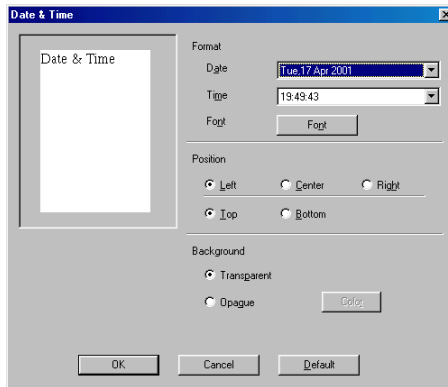 Date & Time
Date & Time
Format
Date Tue,17 Apr 2001
Time 19:49:43
Font Font
Position
Left Center Right
Top Bottom
Background
Transparent
Opaque Color
OK Cancel Default